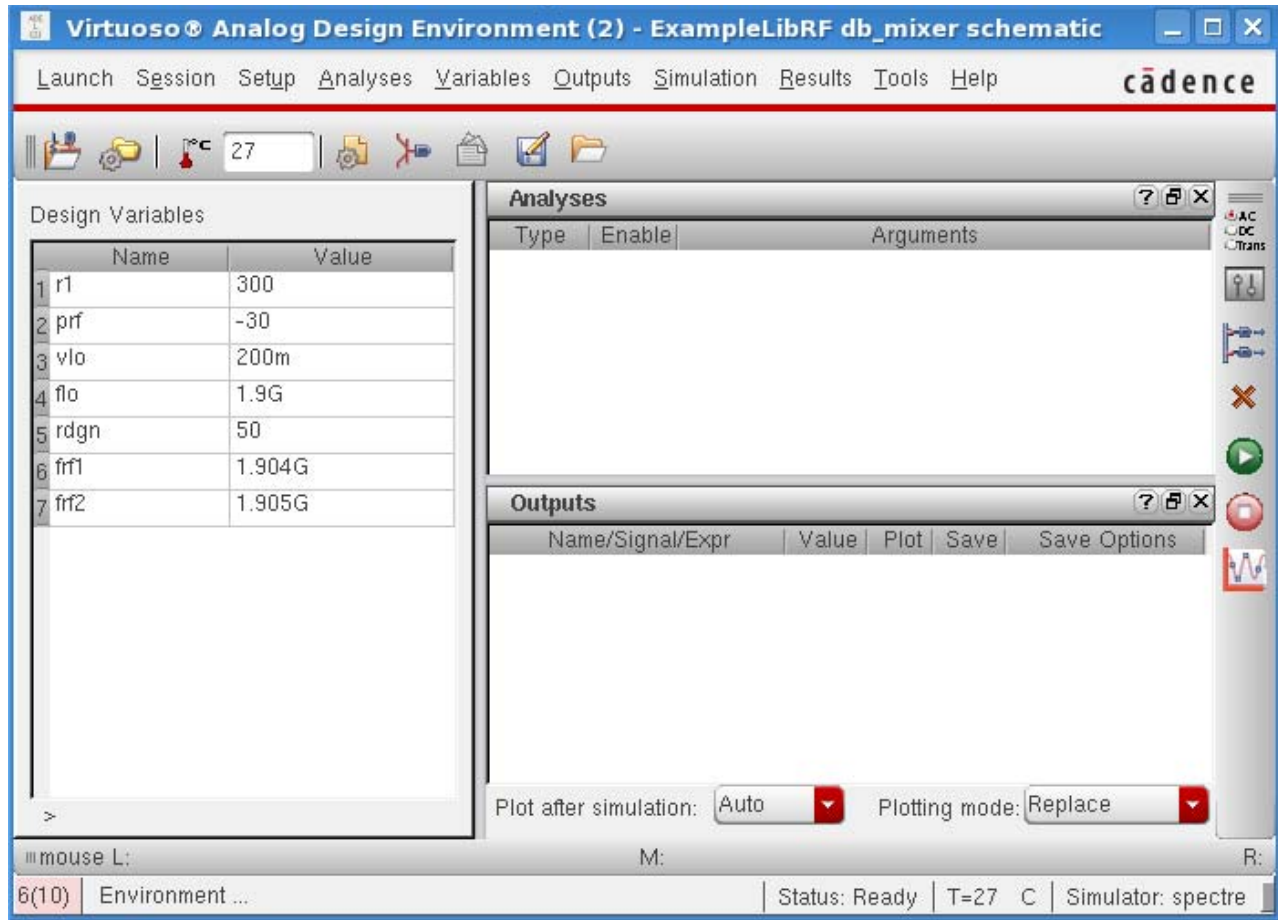 Virtuoso® Analog Design Environment (2) - ExampleLibRF db_mixer schematic
Launch Session Setup Analyses Variables Outputs Simulation Results Tools Help cādence
°C 27
Design Variables
Name Value
1 r1 300
2 prf -30
3 vlo 200m
4 flo 1.9G
5 rdgn 50
6 frf1 1.904G
7 frf2 1.905G
>
Analyses ?
Type Enable Arguments
AC
DC
Trans
Outputs ?
Name/Signal/Expr Value Plot Save Save Options
Plot after simulation: Auto Plotting mode: Replace
mouse L: M: R:
6(10) Environment ... Status: Ready T=27 C Simulator: spectre